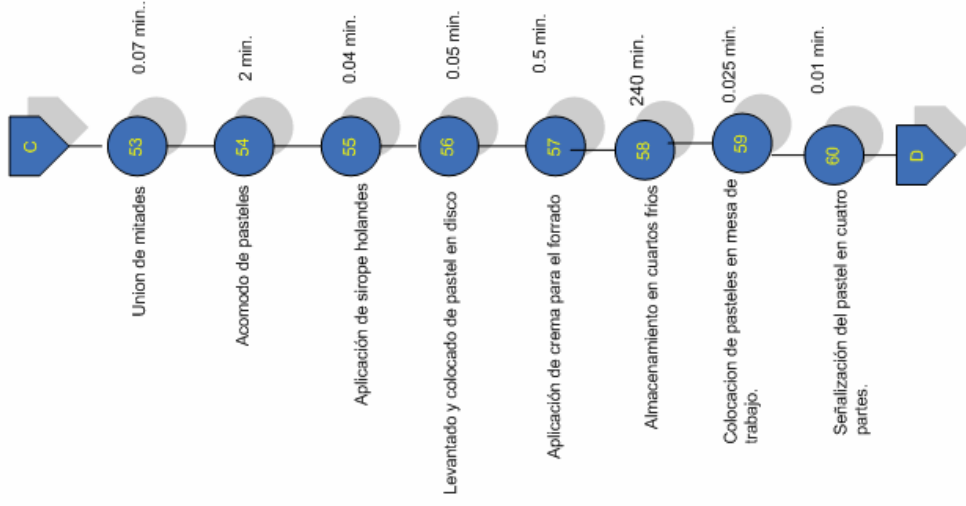 C
0.07 min..
53
Union de mitades
2 min.
54
Acomodo de pasteles
0.04 min.
55
Aplicación de sirope holandes
0.05 min.
56
Levantado y colocado de pastel en disco
0.5 min.
57
Aplicación de crema para el forrado
240 min.
58
Almacenamiento en cuartos frios
0.025 min.
59
Colocacion de pasteles en mesa de
trabajo.
0.01 min.
60
Señalización del pastel en cuatro
partes.
D